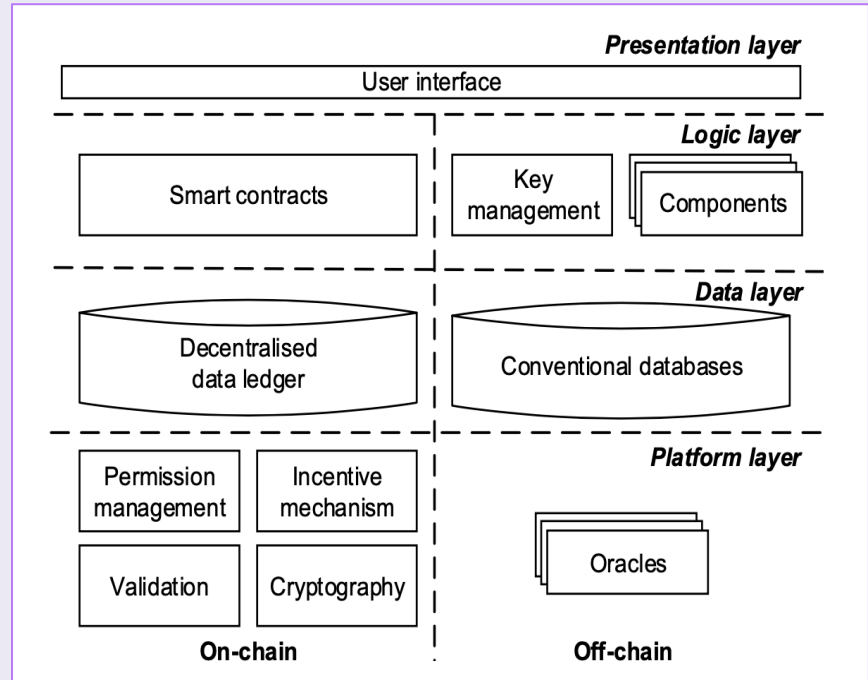 Presentation layer
User interface
Logic layer
Smart contracts
Key
management
Components
Data layer
Decentralised
data ledger
Conventional databases
Platform layer
Permission
management
Incentive
mechanism
Validation
Cryptography
Oracles
On-chain
Off-chain